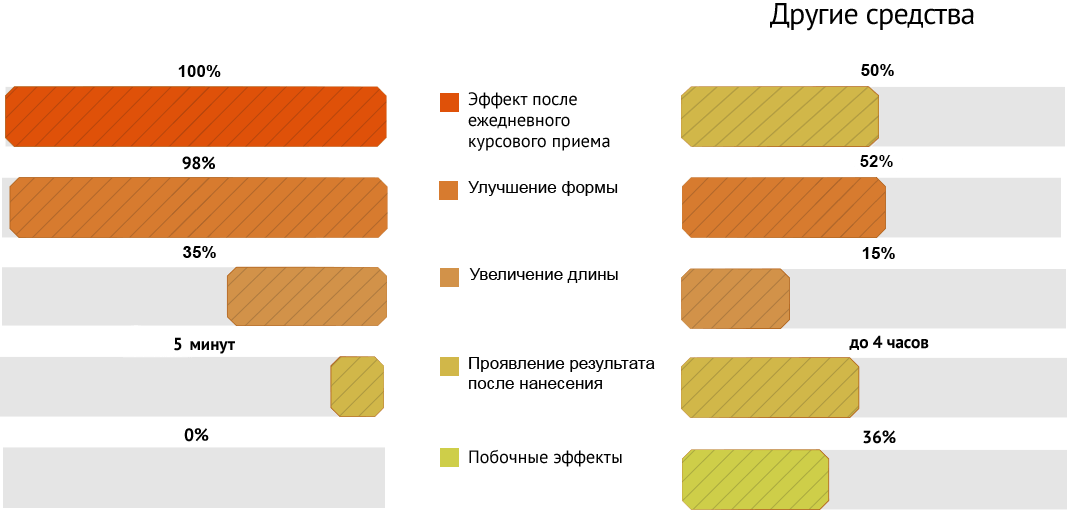 Другие средства
100%
Эффект после
ежедневного
курсового приема
50%
98%
Улучшение формы
52%
35%
Увеличение длины
15%
5 минут
Проявление результата
после нанесения
до 4 часов
0%
Побочные эффекты
36%